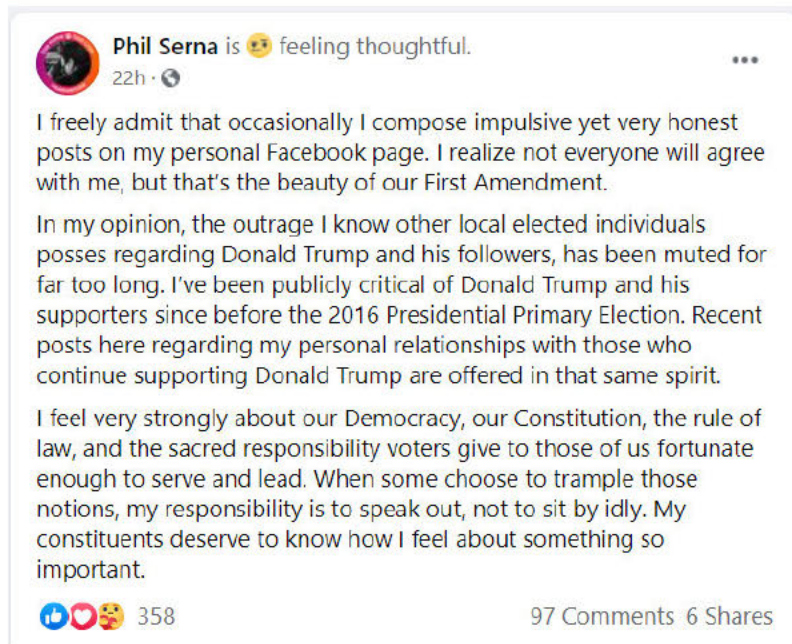 Phil Serna is feeling thoughtful.
22h ·
I freely admit that occasionally I compose impulsive yet very honest
posts on my personal Facebook page. I realize not everyone will agree
with me, but that's the beauty of our First Amendment.
In my opinion, the outrage I know other local elected individuals
posses regarding Donald Trump and his followers, has been muted for
far too long. I've been publicly critical of Donald Trump and his
supporters since before the 2016 Presidential Primary Election. Recent
posts here regarding my personal relationships with those who
continue supporting Donald Trump are offered in that same spirit.
I feel very strongly about our Democracy, our Constitution, the rule of
law, and the sacred responsibility voters give to those of us fortunate
enough to serve and lead. When some choose to trample those
notions, my responsibility is to speak out, not to sit by idly. My
constituents deserve to know how I feel about something so
important.
358 97 Comments 6 Shares